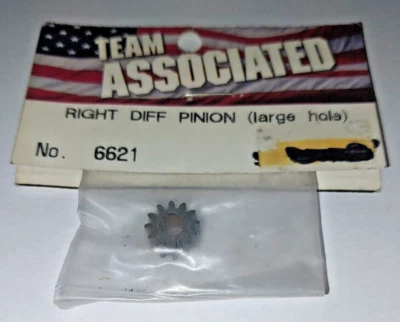 TEAM
ASSOCIATED
RIGHT DIFF PINION (large hole)
No. 6621